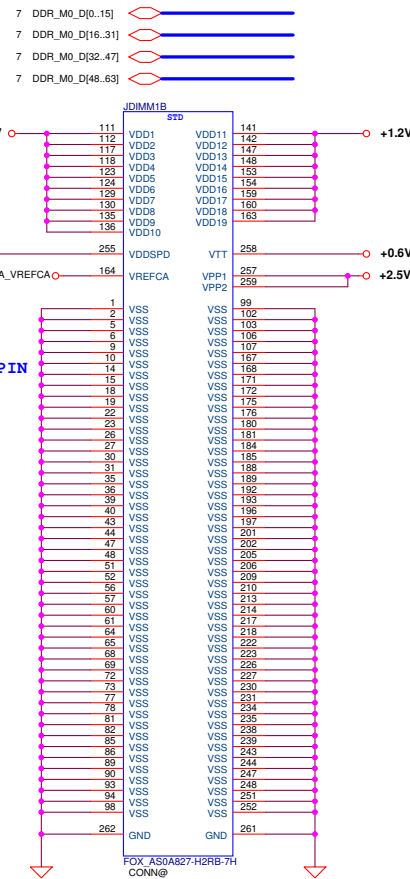 7 DDR_M0_D[0..15]
7 DDR_M0_D[16..31]
7 DDR_M0_D[32..47]
7 DDR_M0_D[48..63]
JDIMM1B
STD
111 VDD1 VDD11 141 +1.2V
112 VDD2 VDD12 142
117 VDD3 VDD13 147
118 VDD4 VDD14 148
123 VDD5 VDD15 153
124 VDD6 VDD16 154
129 VDD7 VDD17 159
130 VDD8 VDD18 160
135 VDD9 VDD19 163
136 VDD10
255 VDDSPD VTT 258 +0.6V
A_VREFCA 164 VREFCA VPP1 257 +2.5V
VPP2 259
1 VSS VSS 99
2 VSS VSS 102
5 VSS VSS 103
6 VSS VSS 106
9 VSS VSS 107
10 VSS VSS 167
PIN
14 VSS VSS 168
15 VSS VSS 171
18 VSS VSS 172
19 VSS VSS 175
22 VSS VSS 176
23 VSS VSS 180
26 VSS VSS 181
27 VSS VSS 184
30 VSS VSS 185
31 VSS VSS 188
35 VSS VSS 189
36 VSS VSS 192
39 VSS VSS 193
40 VSS VSS 196
43 VSS VSS 197
44 VSS VSS 201
47 VSS VSS 202
48 VSS VSS 205
51 VSS VSS 206
52 VSS VSS 209
56 VSS VSS 210
57 VSS VSS 213
60 VSS VSS 214
61 VSS VSS 217
64 VSS VSS 218
65 VSS VSS 222
68 VSS VSS 223
69 VSS VSS 226
72 VSS VSS 227
73 VSS VSS 230
77 VSS VSS 231
78 VSS VSS 234
81 VSS VSS 235
82 VSS VSS 238
85 VSS VSS 239
86 VSS VSS 243
89 VSS VSS 244
90 VSS VSS 247
93 VSS VSS 248
94 VSS VSS 251
98 VSS VSS 252
262 GND GND 261
FOX_AS0A827-H2RB-7H
CONN@